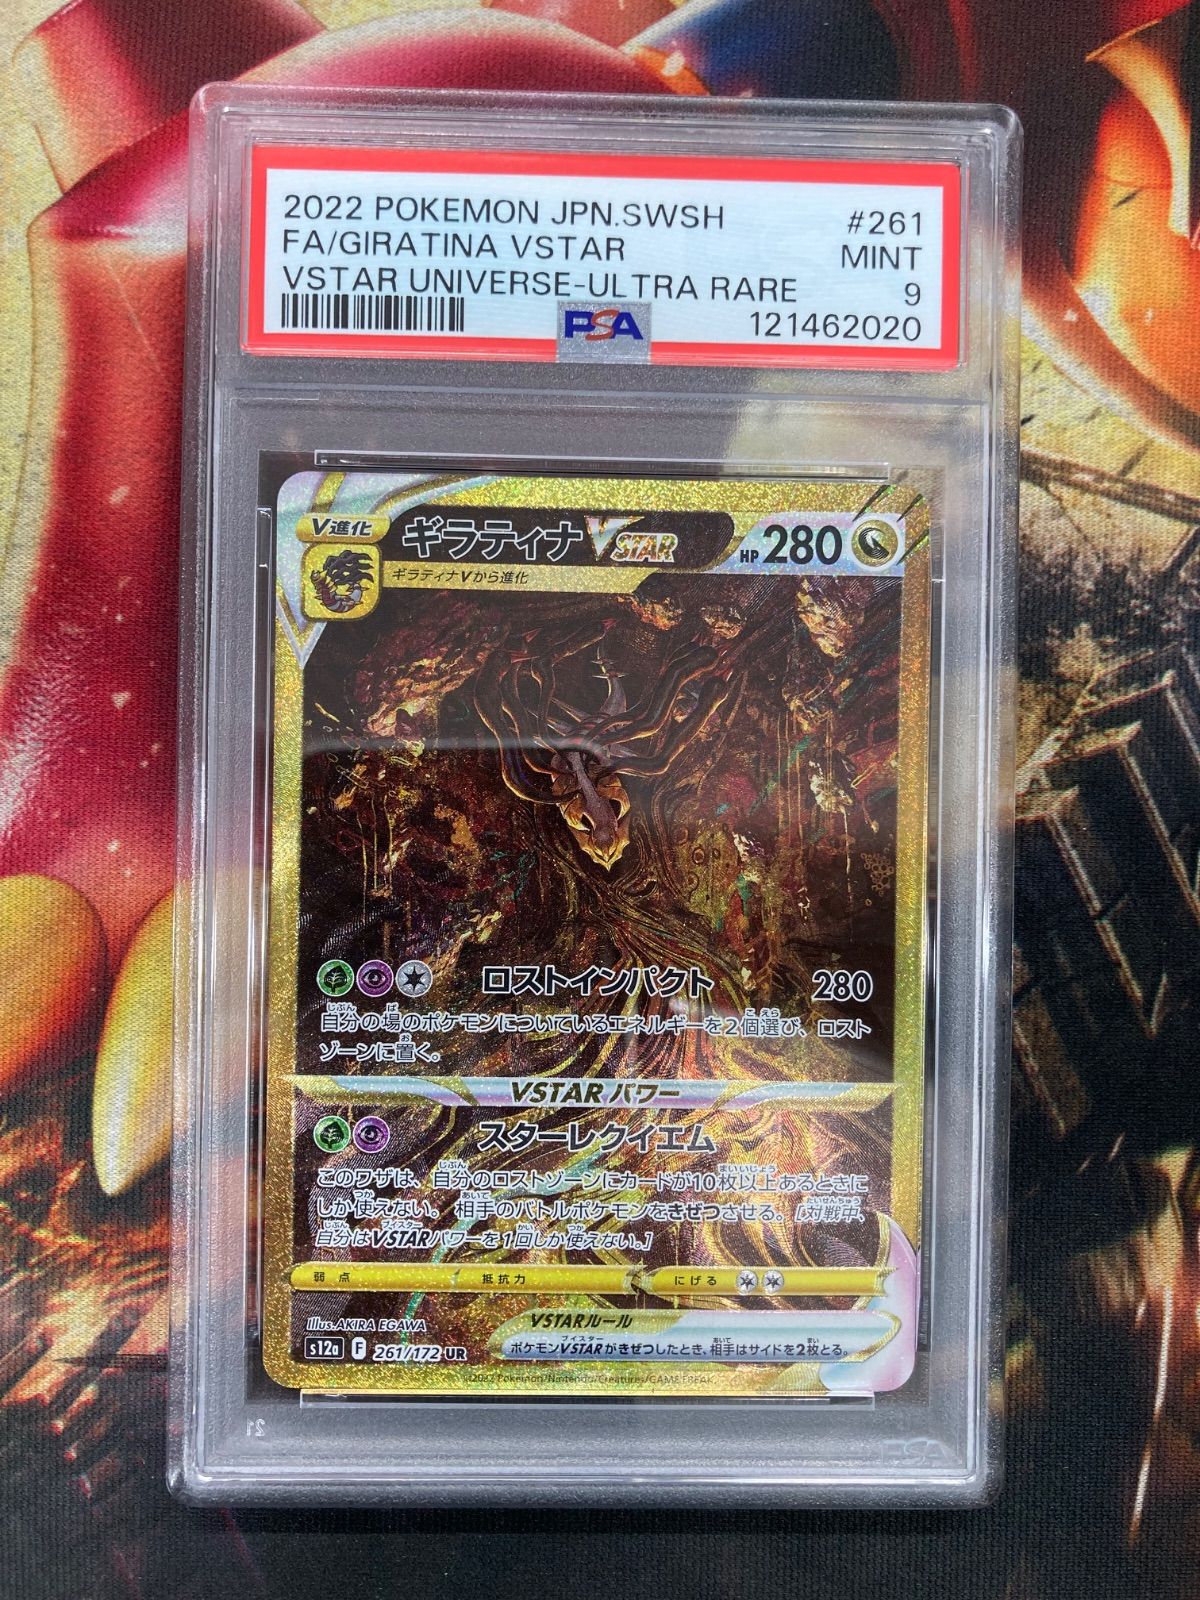 2022 POKEMON JPN.SWSH #261
FA/GIRATINA VSTAR MINT
VSTAR UNIVERSE-ULTRA RARE 9
PSA 121462020
V進化 ギラティナVSTAR HP 280
ギラティナVから進化
ロストインパクト 280
自分の場のポケモンについているエネルギーを2個選び、ロスト
ゾーンに置く。
VSTARパワー
スターレクイエム
このワザは、自分のロストゾーンにカードが10枚以上あるときに
しか使えない。相手のバトルポケモンをきぜつさせる。[対戦中、
自分はVSTARパワーを1回しか使えない。]
弱点 抵抗力 にげる
Illus. AKIRA EGAWA
VSTARルール
ポケモンVSTARがきぜつしたとき、相手はサイドを2枚とる。
s12a F 261/172 UR
©2022 Pokémon/Nintendo/Creatures/GAME FREAK